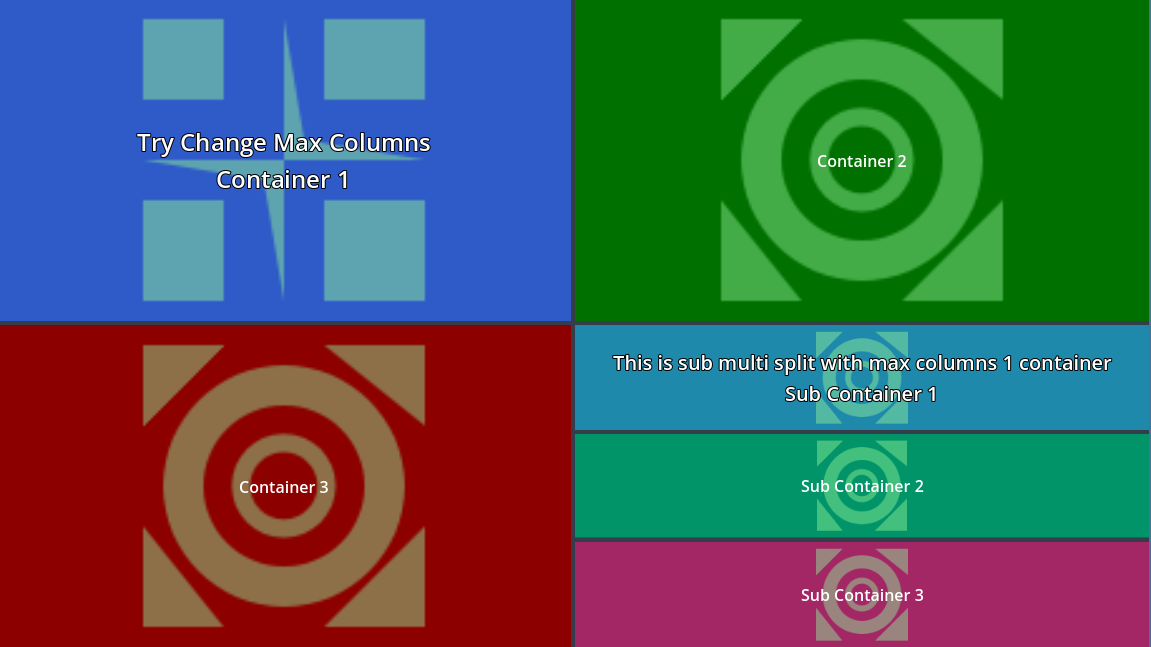 Try Change Max Columns
Container 1
Container 2
Container 3
This is sub multi split with max columns 1 container
Sub Container 1
Sub Container 2
Sub Container 3